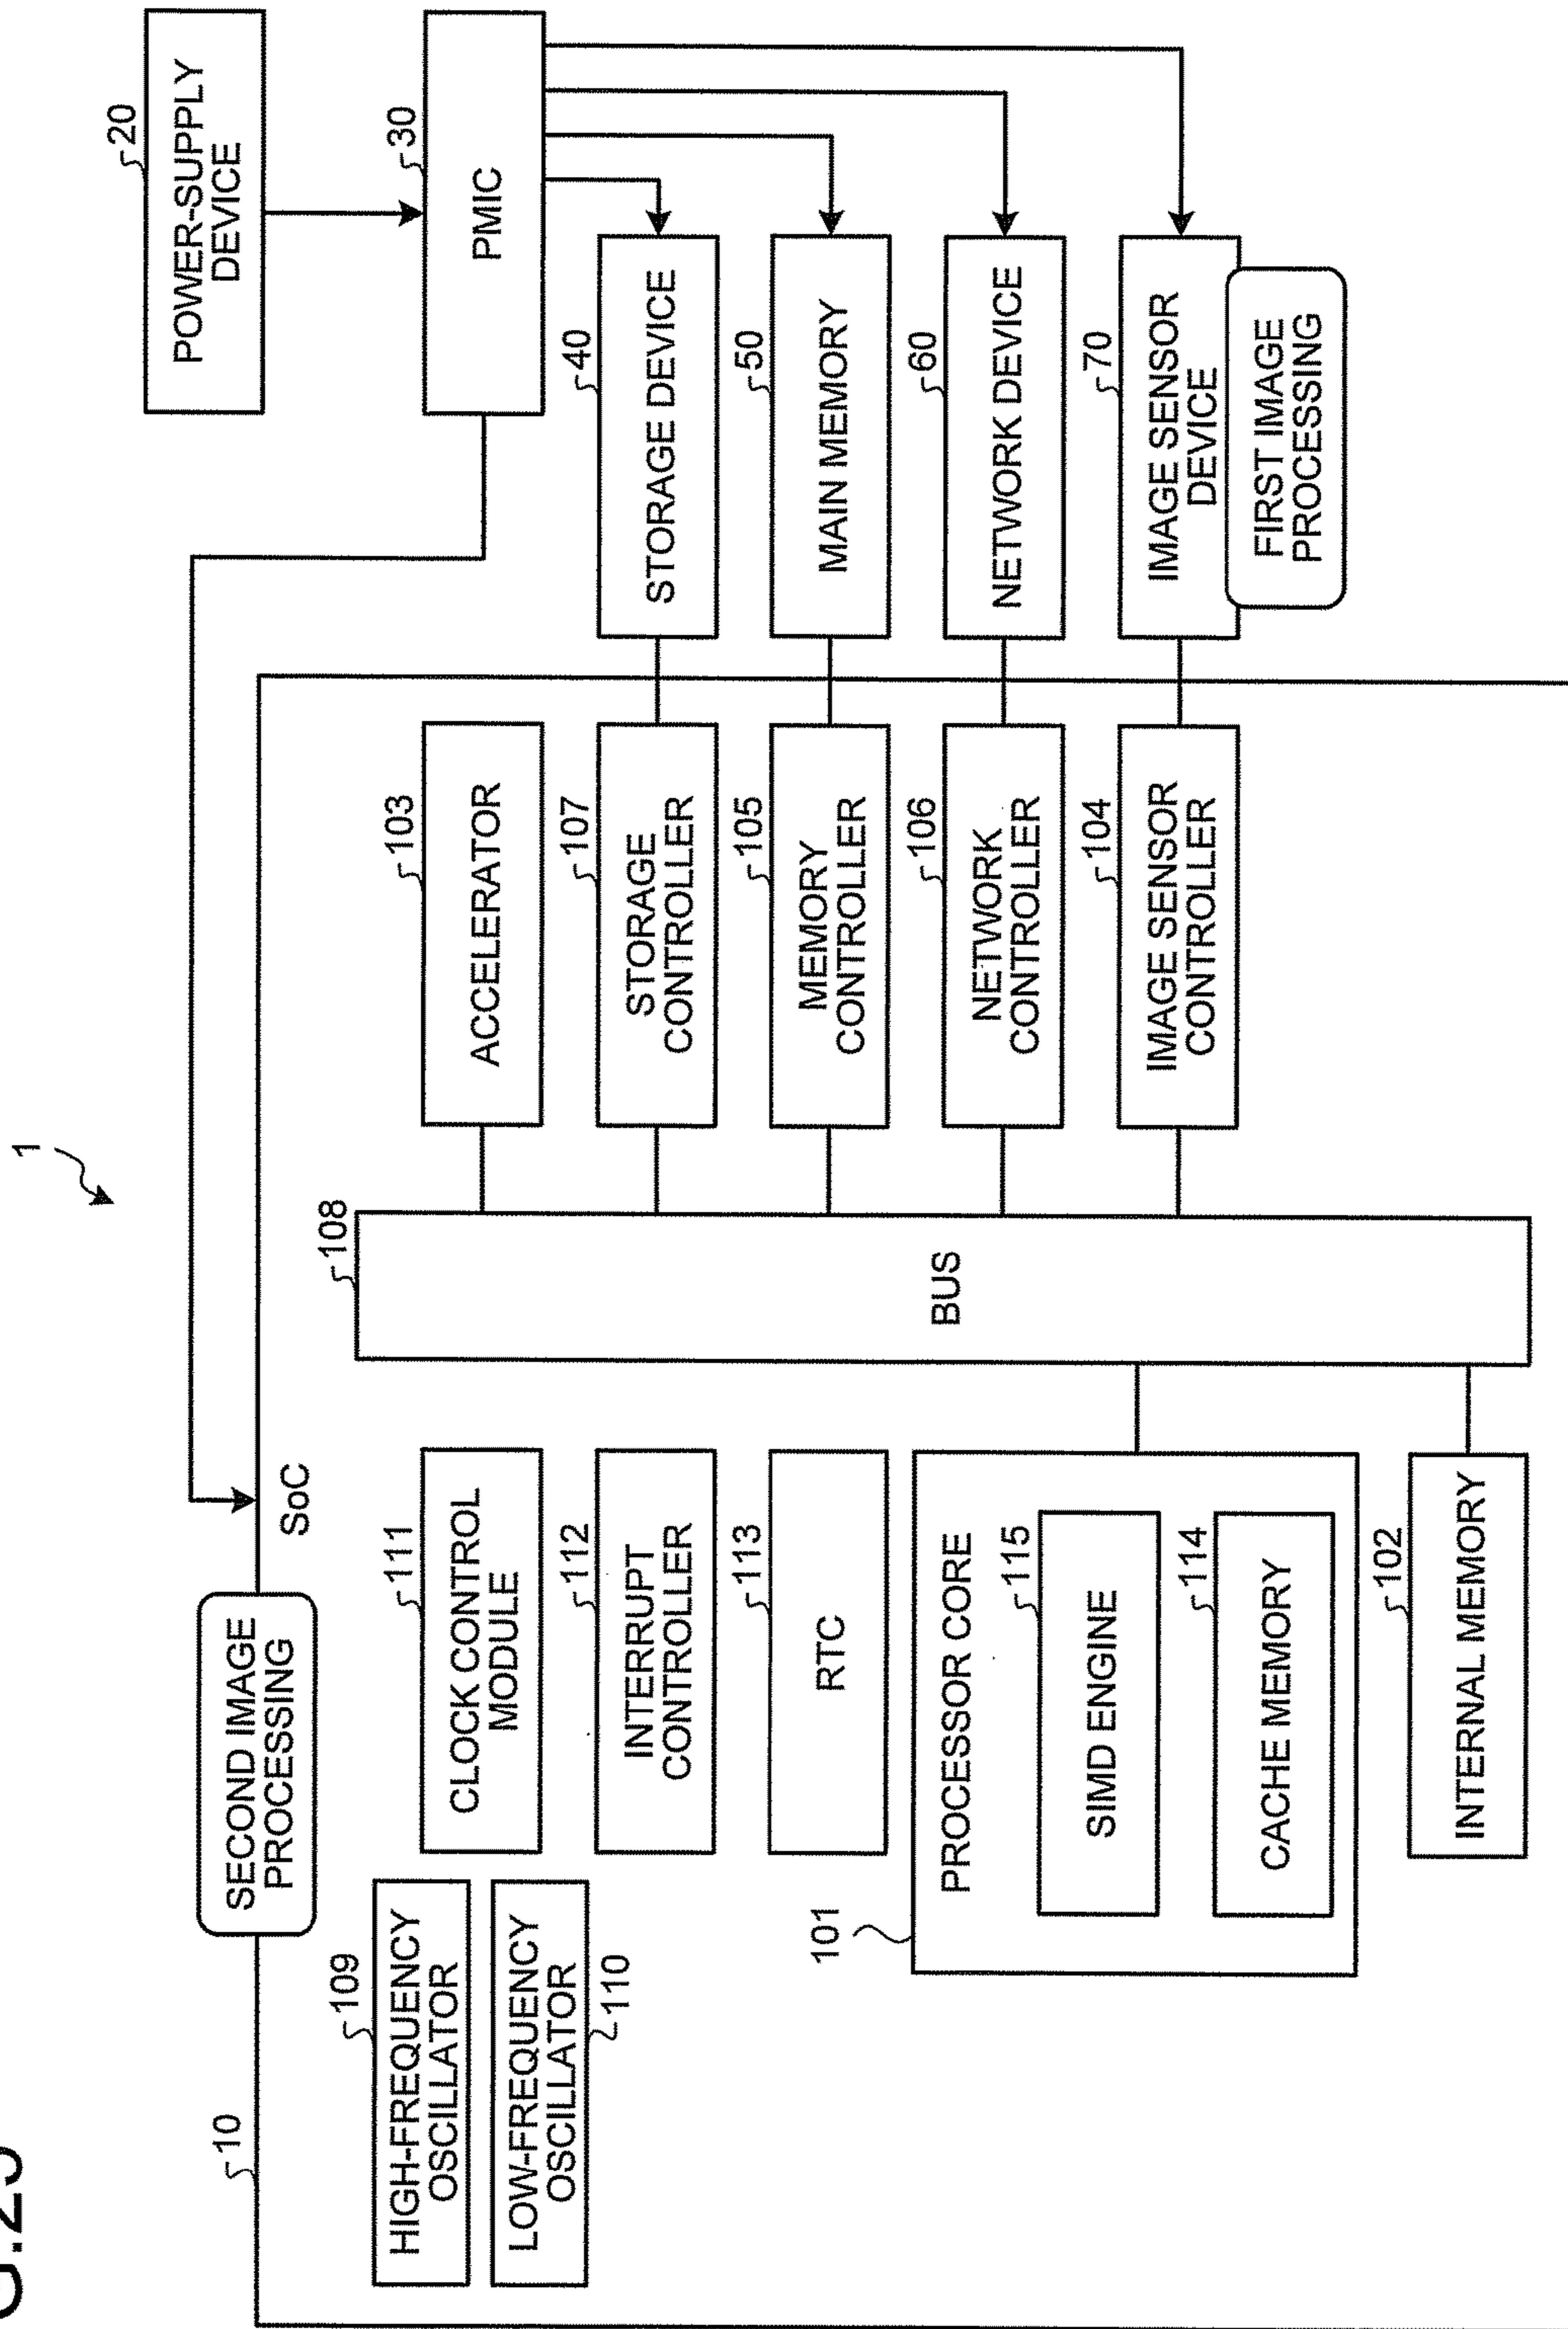 1
10
SECOND IMAGE
PROCESSING
SoC
20
POWER-SUPPLY
DEVICE
109
HIGH-FREQUENCY
OSCILLATOR
LOW-FREQUENCY
OSCILLATOR
110
111
CLOCK CONTROL
MODULE
112
INTERRUPT
CONTROLLER
113
RTC
101
PROCESSOR CORE
115
SIMD ENGINE
114
CACHE MEMORY
102
INTERNAL MEMORY
108
BUS
103
ACCELERATOR
107
STORAGE
CONTROLLER
105
MEMORY
CONTROLLER
106
NETWORK
CONTROLLER
104
IMAGE SENSOR
CONTROLLER
30
PMIC
40
STORAGE DEVICE
50
MAIN MEMORY
60
NETWORK DEVICE
70
IMAGE SENSOR
DEVICE
FIRST IMAGE
PROCESSING